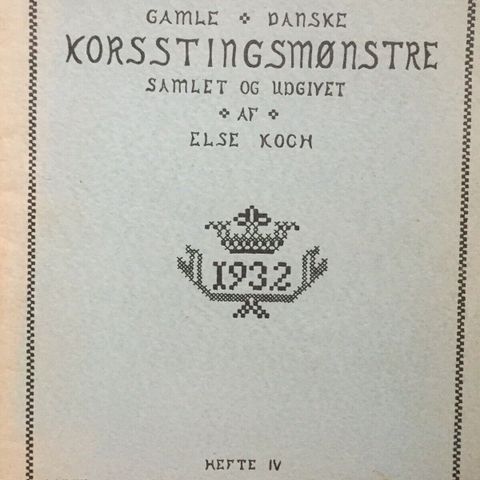 GAMLE ❖ DANSKE
KORSSTINGSMØNSTRE
SAMLET OG UDGIVET
❖ AF ❖
ELSE KOCH
1932
HEFTE IV